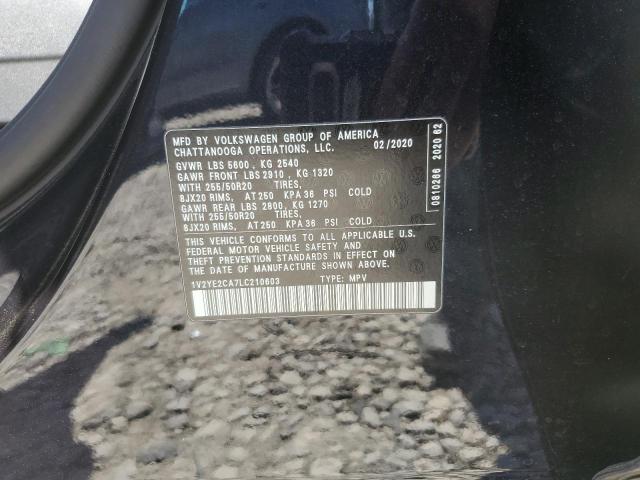 MFD BY VOLKSWAGEN GROUP OF AMERICA
CHATTANOOGA OPERATIONS, LLC. 02/2020
GVWR LBS 5600 , KG 2540
GAWR FRONT LBS 2910 , KG 1320
WITH 255/50R20 TIRES,
8JX20 RIMS, AT 250 KPA 36 PSI COLD
GAWR REAR LBS 2800, KG 1270
WITH 255/50R20 TIRES,
8JX20 RIMS, AT 250 KPA 36 PSI COLD
THIS VEHICLE CONFORMS TO ALL APPLICABLE U.S.
FEDERAL MOTOR VEHICLE SAFETY AND
THEFT PREVENTION STANDARDS IN EFFECT ON THE
DATE OF MANUFACTURE SHOWN ABOVE.
1V2YE2CA7LC210603 TYPE: MPV
0810286 2020 62